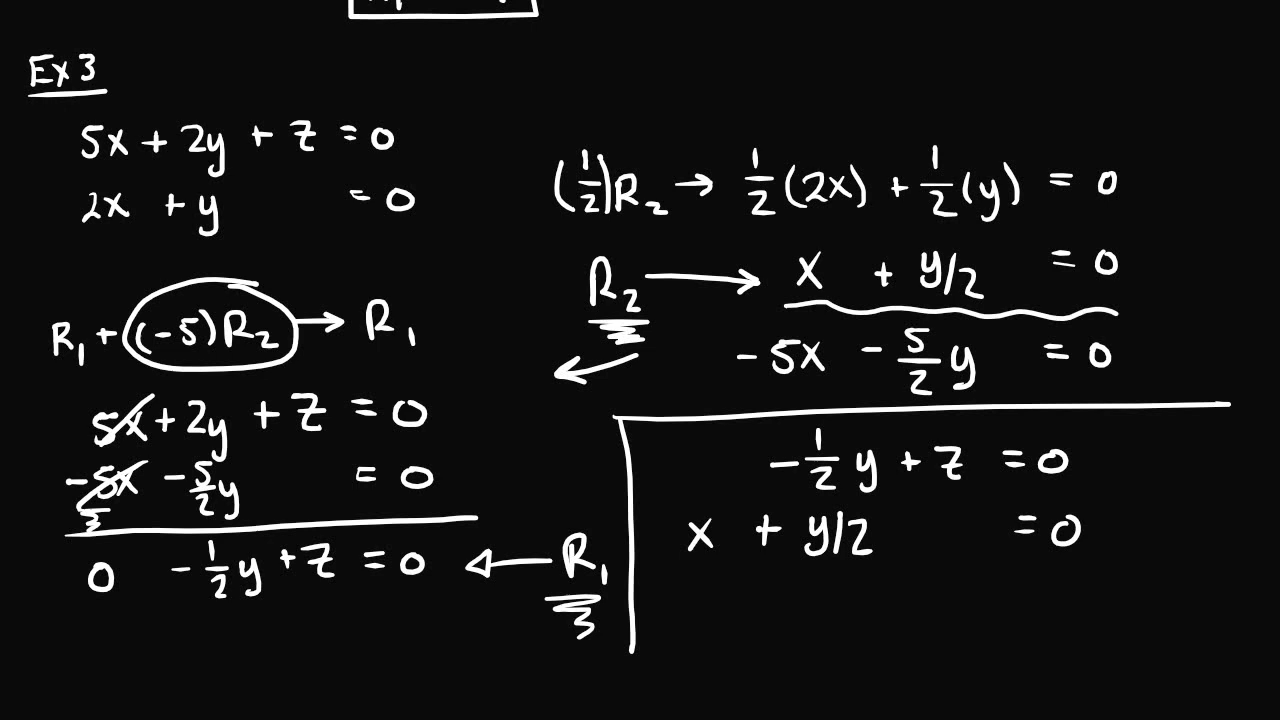 Ex 3
5x + 2y + z = 0
2x + y = 0
R₁ + (-5)R₂ → R₁
5x + 2y + z = 0
-5x - 5/2 y = 0
0 - 1/2 y + z = 0 ← R₁
(1/2)R₂ → 1/2 (2x) + 1/2 (y) = 0
R₂ → x + y/2 = 0
-5x - 5/2 y = 0
-1/2 y + z = 0
x + y/2 = 0